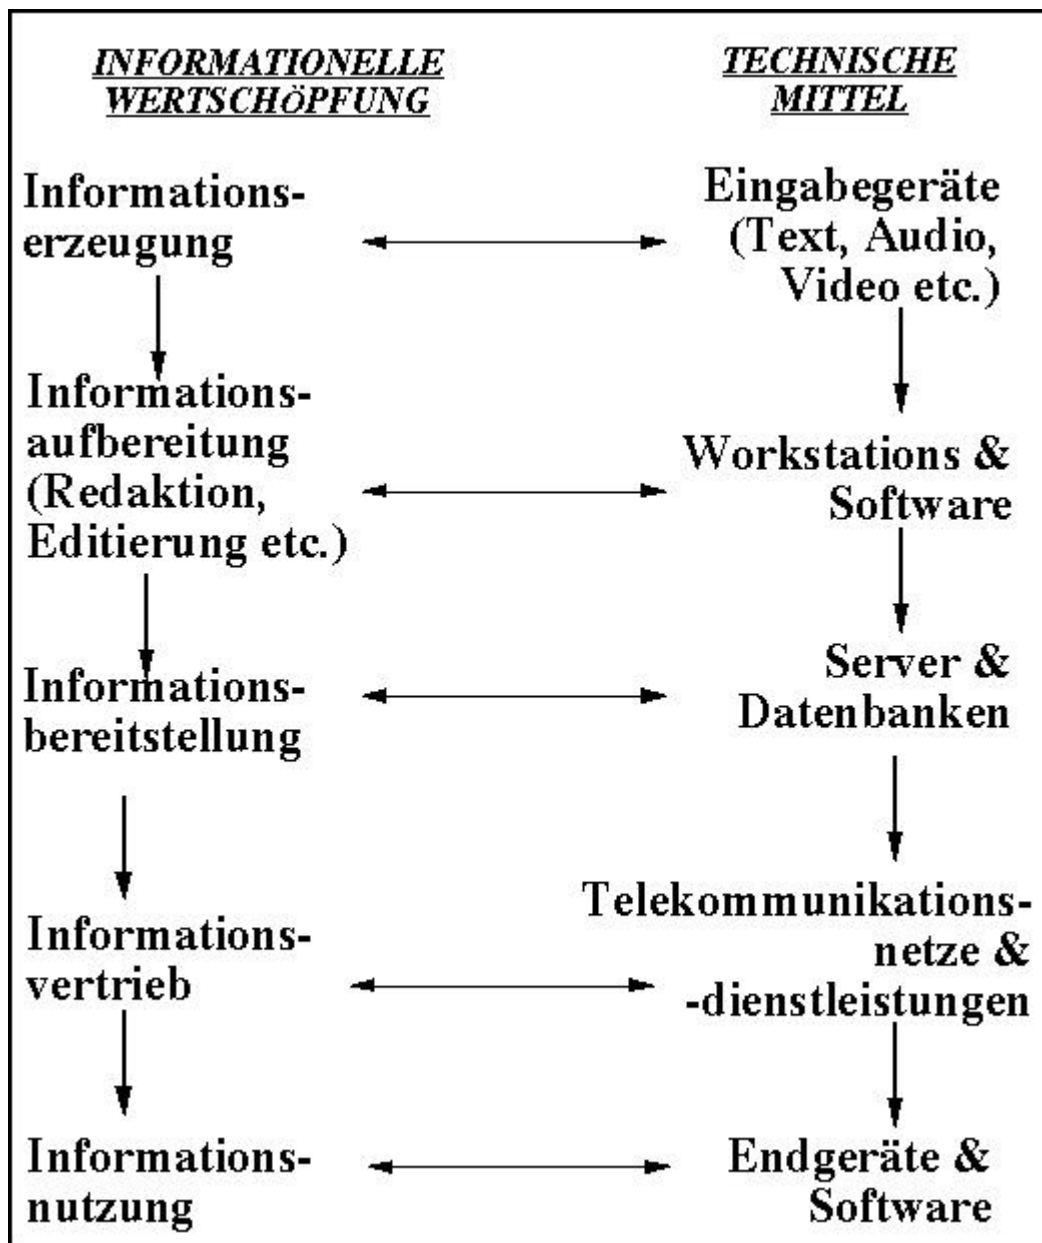 INFORMATIONELLE
WERTSCHÖPFUNG
TECHNISCHE
MITTEL
Informations-
erzeugung
Eingabegeräte
(Text, Audio,
Video etc.)
Informations-
aufbereitung
(Redaktion,
Editierung etc.)
Workstations &
Software
Informations-
bereitstellung
Server &
Datenbanken
Informations-
vertrieb
Telekommunikations-
netze &
-dienstleistungen
Informations-
nutzung
Endgeräte &
Software